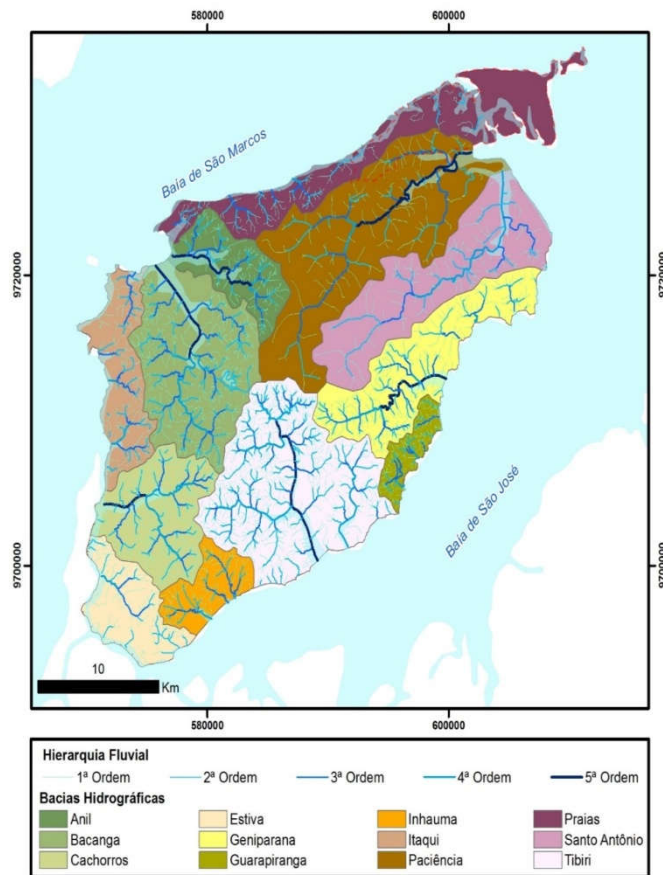 580000 600000
Baía de São Marcos
9720000 9720000
Baía de São José
9700000 9700000
10
Km
580000 600000
Hierarquia Fluvial
1ª Ordem 2ª Ordem 3ª Ordem 4ª Ordem 5ª Ordem
Bacias Hidrográficas
Anil Estiva Inhauma Praias
Bacanga Geniparana Itaqui Santo Antônio
Cachorros Guarapiranga Paciência Tibiri